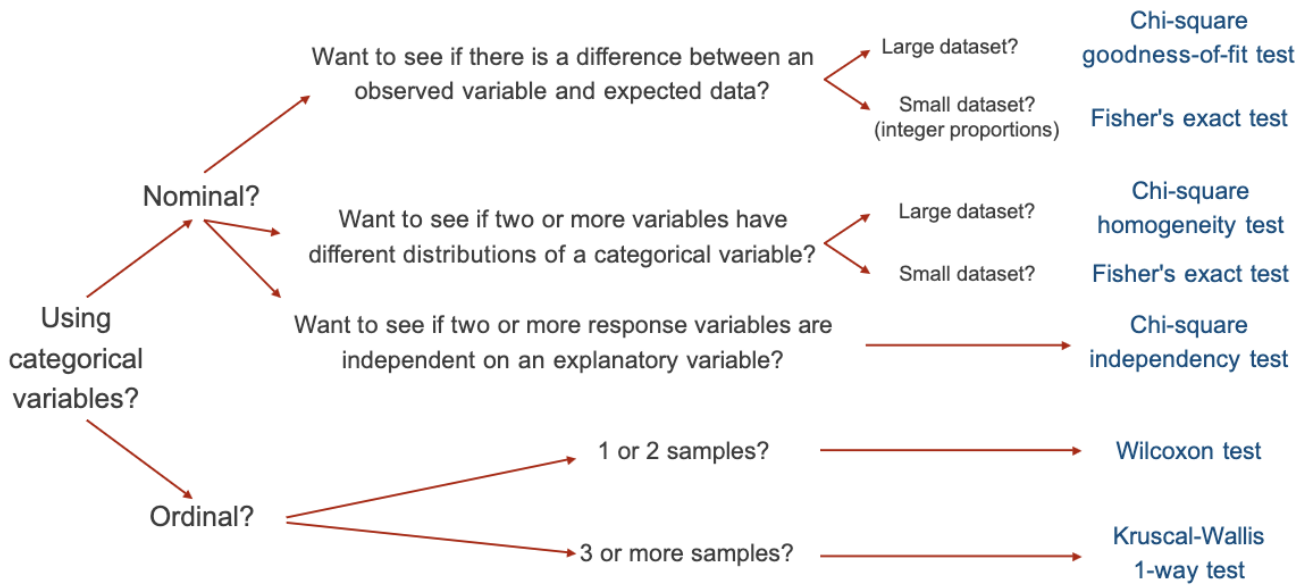 Chi-square
goodness-of-fit test
Large dataset?
Want to see if there is a difference between an
observed variable and expected data?
Small dataset?
(integer proportions)
Fisher's exact test
Nominal?
Chi-square
homogeneity test
Large dataset?
Want to see if two or more variables have
different distributions of a categorical variable?
Small dataset?
Fisher's exact test
Using
categorical
variables?
Want to see if two or more response variables are
independent on an explanatory variable?
Chi-square
independency test
1 or 2 samples?
Wilcoxon test
Ordinal?
3 or more samples?
Kruscal-Wallis
1-way test